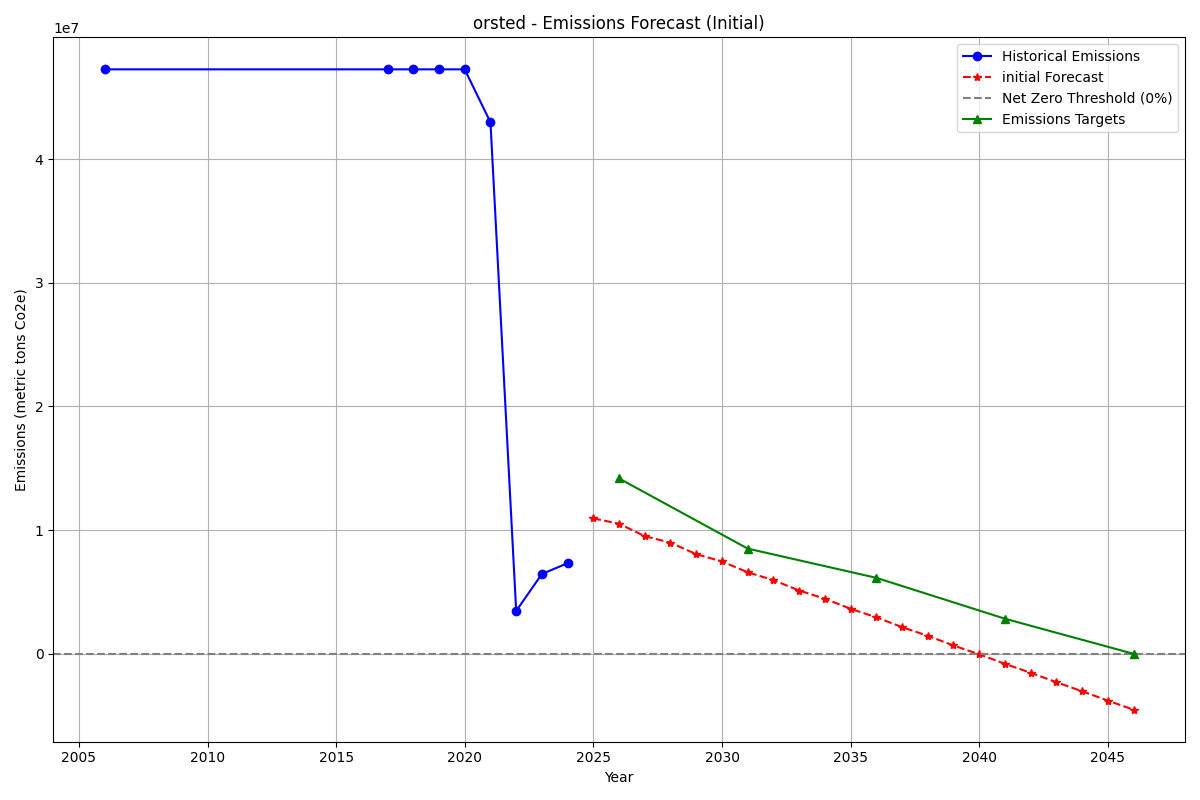 orsted - Emissions Forecast (Initial)
1e7
Historical Emissions
initial Forecast
Net Zero Threshold (0%)
Emissions Targets
Emissions (metric tons Co2e)
4
3
2
1
0
2005 2010 2015 2020 2025 2030 2035 2040 2045
Year